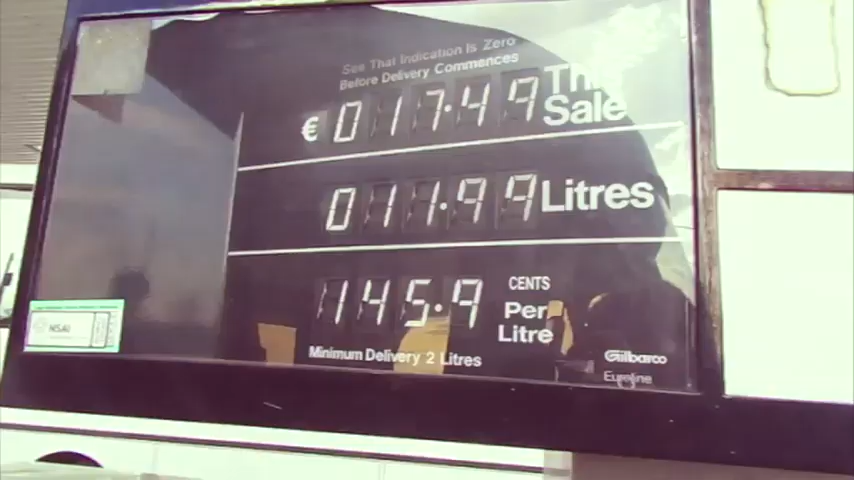 See That Indication Is Zero
Before Delivery Commences
€ 017.49 This Sale
011.99 Litres
145.9 CENTS Per Litre
Minimum Delivery 2 Litres
Gilbarco
Euroline
NSAI